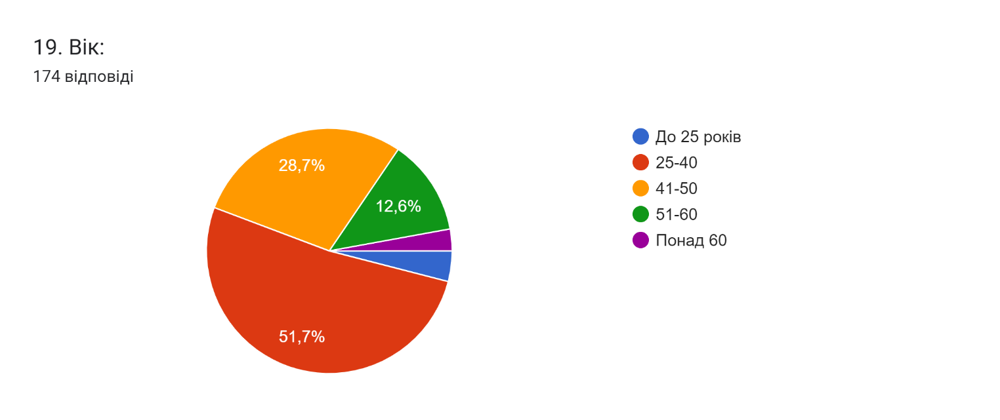 19. Вік:
174 відповіді
До 25 років
25-40
41-50
51-60
Понад 60
28,7%
12,6%
51,7%